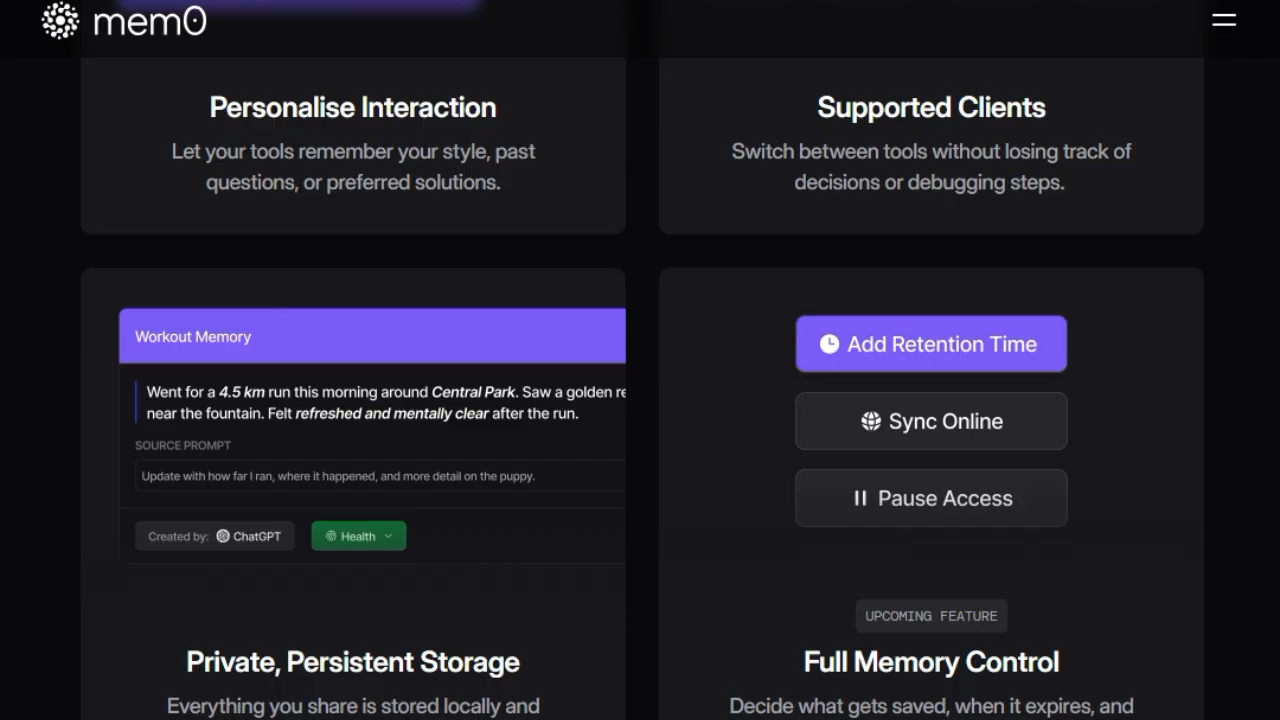 mem0
Personalise Interaction
Let your tools remember your style, past
questions, or preferred solutions.
Supported Clients
Switch between tools without losing track of
decisions or debugging steps.
Workout Memory
Went for a 4.5 km run this morning around Central Park. Saw a golden re
near the fountain. Felt refreshed and mentally clear after the run.
SOURCE PROMPT
Update with how far I ran, where it happened, and more detail on the puppy.
Created by: ChatGPT
Health
Private, Persistent Storage
Everything you share is stored locally and
Add Retention Time
Sync Online
Pause Access
UPCOMING FEATURE
Full Memory Control
Decide what gets saved, when it expires, and